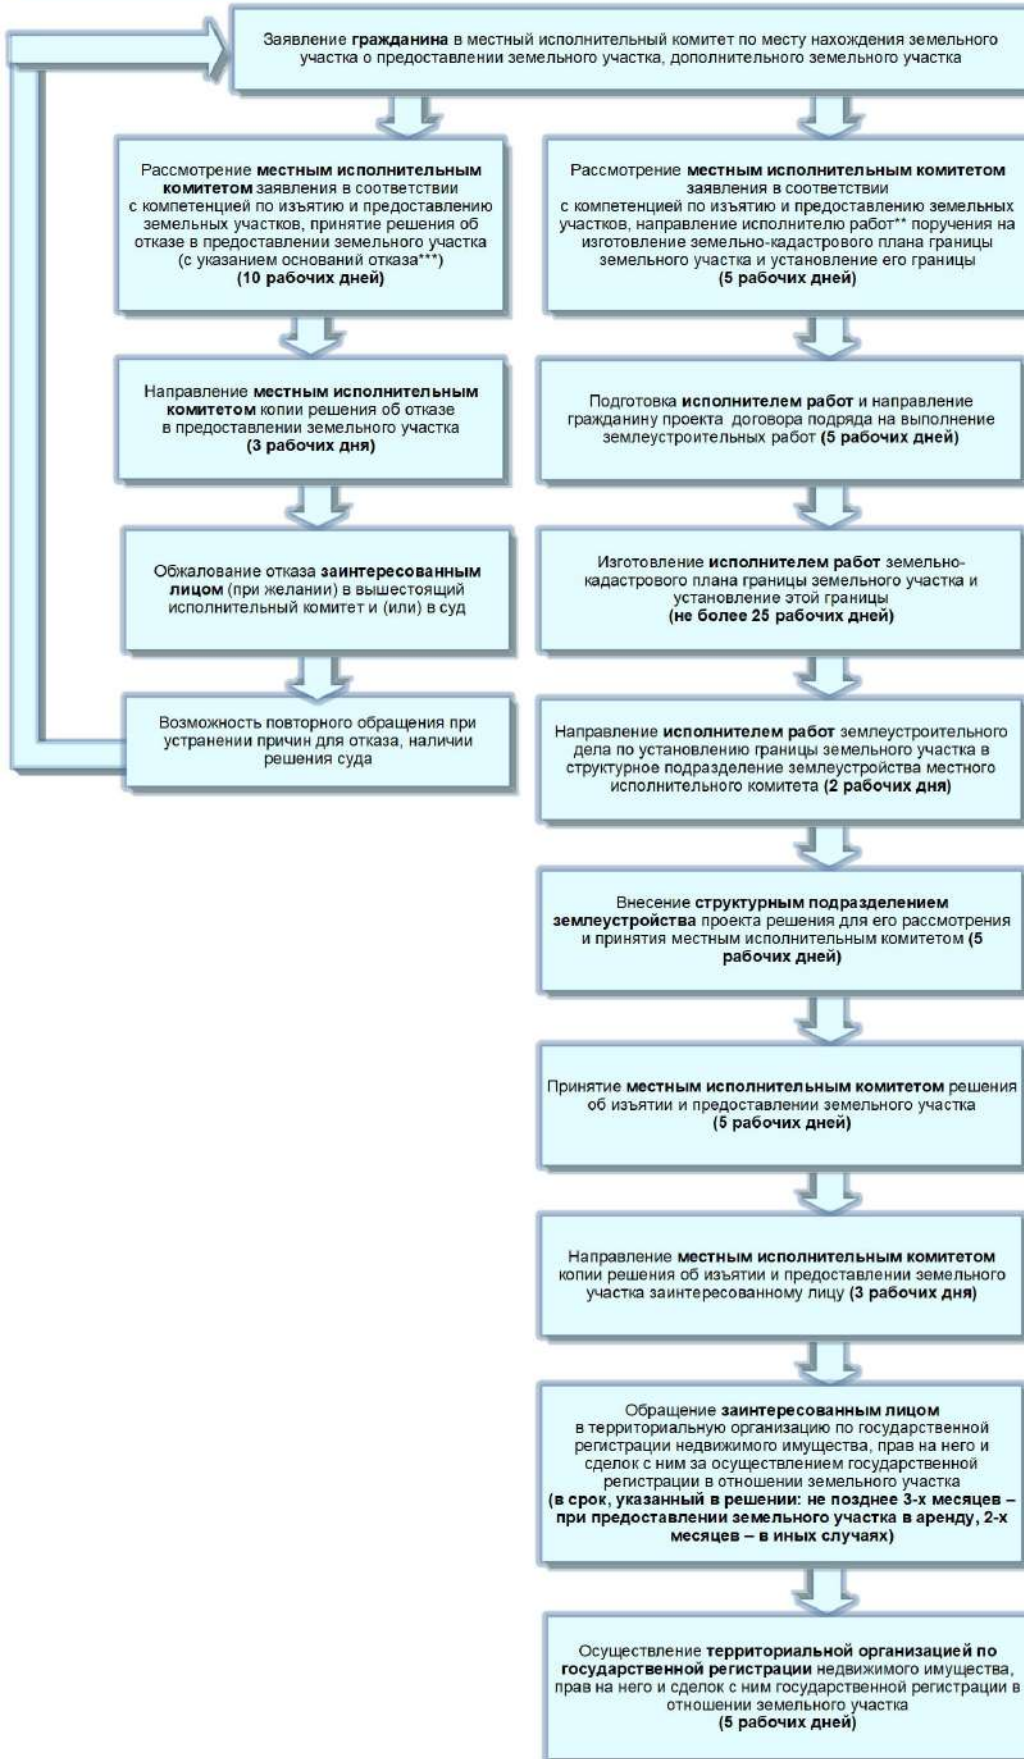 Заявление гражданина в местный исполнительный комитет по месту нахождения земельного
участка о предоставлении земельного участка, дополнительного земельного участка
Рассмотрение местным исполнительным
комитетом заявления в соответствии
с компетенцией по изъятию и предоставлению
земельных участков, принятие решения об
отказе в предоставлении земельного участка
(с указанием оснований отказа***)
(10 рабочих дней)
Направление местным исполнительным
комитетом копии решения об отказе
в предоставлении земельного участка
(3 рабочих дня)
Обжалование отказа заинтересованным
лицом (при желании) в вышестоящий
исполнительный комитет и (или) в суд
Возможность повторного обращения при
устранении причин для отказа, наличии
решения суда
Рассмотрение местным исполнительным комитетом
заявления в соответствии
с компетенцией по изъятию и предоставлению земельных
участков, направление исполнителю работ** поручения на
изготовление земельно-кадастрового плана границы
земельного участка и установление его границы
(5 рабочих дней)
Подготовка исполнителем работ и направление
гражданину проекта договора подряда на выполнение
землеустроительных работ (5 рабочих дней)
Изготовление исполнителем работ земельно-
кадастрового плана границы земельного участка и
установление этой границы
(не более 25 рабочих дней)
Направление исполнителем работ землеустроительного
дела по установлению границы земельного участка в
структурное подразделение землеустройства местного
исполнительного комитета (2 рабочих дня)
Внесение структурным подразделением
землеустройства проекта решения для его рассмотрения
и принятия местным исполнительным комитетом (5
рабочих дней)
Принятие местным исполнительным комитетом решения
об изъятии и предоставлении земельного участка
(5 рабочих дней)
Направление местным исполнительным комитетом
копии решения об изъятии и предоставлении земельного
участка заинтересованному лицу (3 рабочих дня)
Обращение заинтересованным лицом
в территориальную организацию по государственной
регистрации недвижимого имущества, прав на него и
сделок с ним за осуществлением государственной
регистрации в отношении земельного участка
(в срок, указанный в решении: не позднее 3-х месяцев –
при предоставлении земельного участка в аренду, 2-х
месяцев – в иных случаях)
Осуществление территориальной организацией по
государственной регистрации недвижимого имущества,
прав на него и сделок с ним государственной регистрации в
отношении земельного участка
(5 рабочих дней)